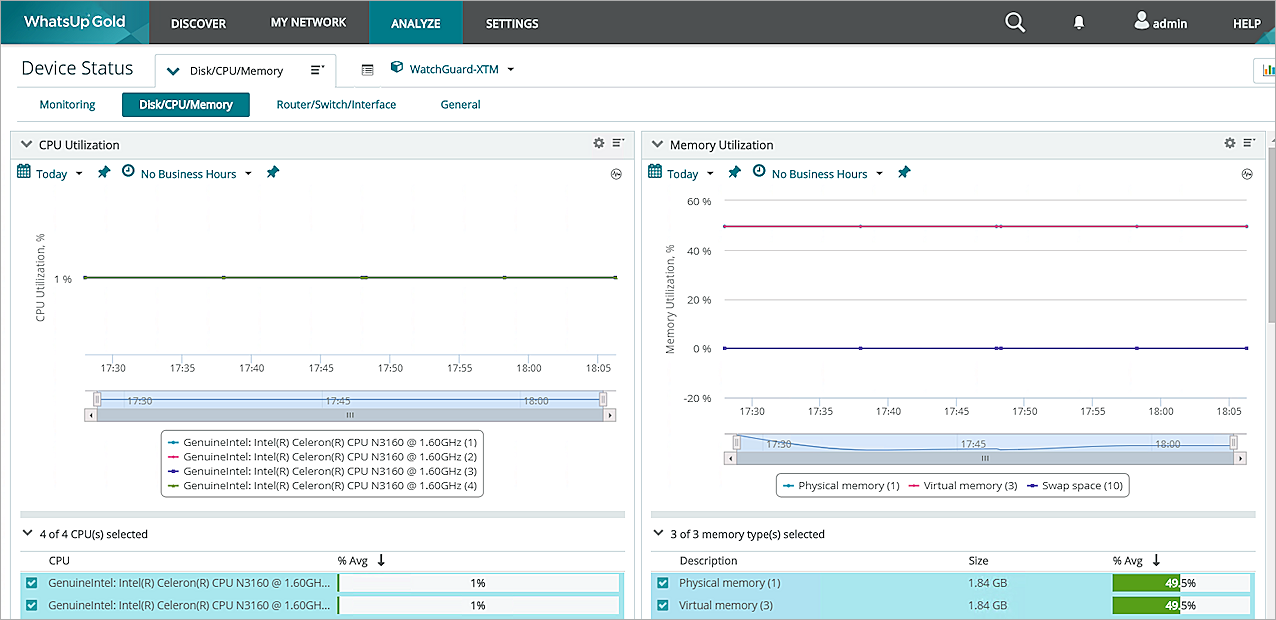 WhatsUp Gold DISCOVER MY NETWORK ANALYZE SETTINGS admin HELP
Device Status Disk/CPU/Memory WatchGuard-XTM
Monitoring Disk/CPU/Memory Router/Switch/Interface General
CPU Utilization
Today No Business Hours
CPU Utilization, %
1 %
17:30 17:35 17:40 17:45 17:50 17:55 18:00 18:05
17:30 17:45 18:00
GenuineIntel: Intel(R) Celeron(R) CPU N3160 @ 1.60GHz (1)
GenuineIntel: Intel(R) Celeron(R) CPU N3160 @ 1.60GHz (2)
GenuineIntel: Intel(R) Celeron(R) CPU N3160 @ 1.60GHz (3)
GenuineIntel: Intel(R) Celeron(R) CPU N3160 @ 1.60GHz (4)
4 of 4 CPU(s) selected
CPU % Avg
GenuineIntel: Intel(R) Celeron(R) CPU N3160 @ 1.60GH... 1%
GenuineIntel: Intel(R) Celeron(R) CPU N3160 @ 1.60GH... 1%
Memory Utilization
Today No Business Hours
Memory Utilization, %
60 %
40 %
20 %
0 %
-20 %
17:30 17:35 17:40 17:45 17:50 17:55 18:00 18:05
17:30 17:45 18:00
Physical memory (1) Virtual memory (3) Swap space (10)
3 of 3 memory type(s) selected
Description Size % Avg
Physical memory (1) 1.84 GB 49.5%
Virtual memory (3) 1.84 GB 49.5%